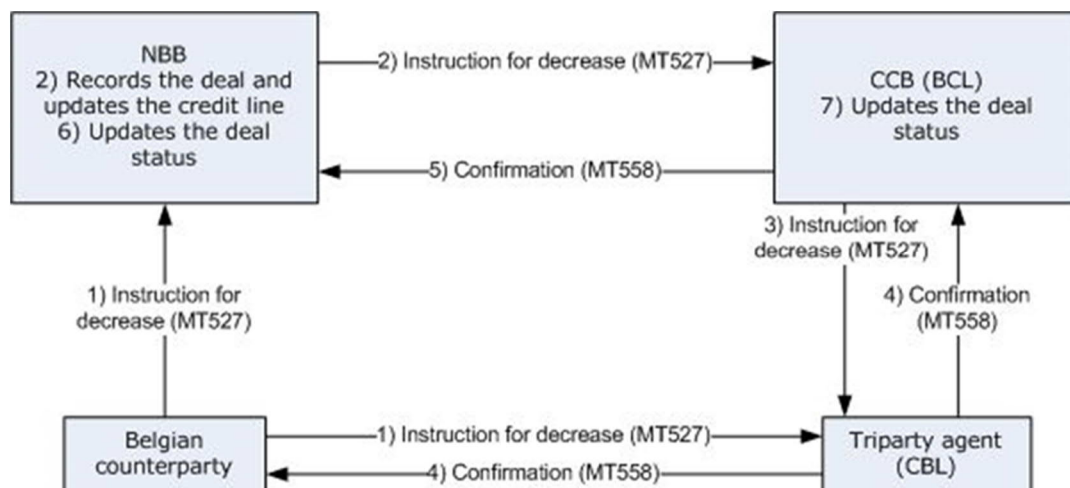 NBB
2) Records the deal and
updates the credit line
6) Updates the deal
status
2) Instruction for decrease (MT527)
CCB (BCL)
7) Updates the deal
status
5) Confirmation (MT558)
3) Instruction for
decrease (MT527)
1) Instruction for
decrease (MT527)
4) Confirmation
(MT558)
Belgian
counterparty
1) Instruction for decrease (MT527)
4) Confirmation (MT558)
Triparty agent
(CBL)